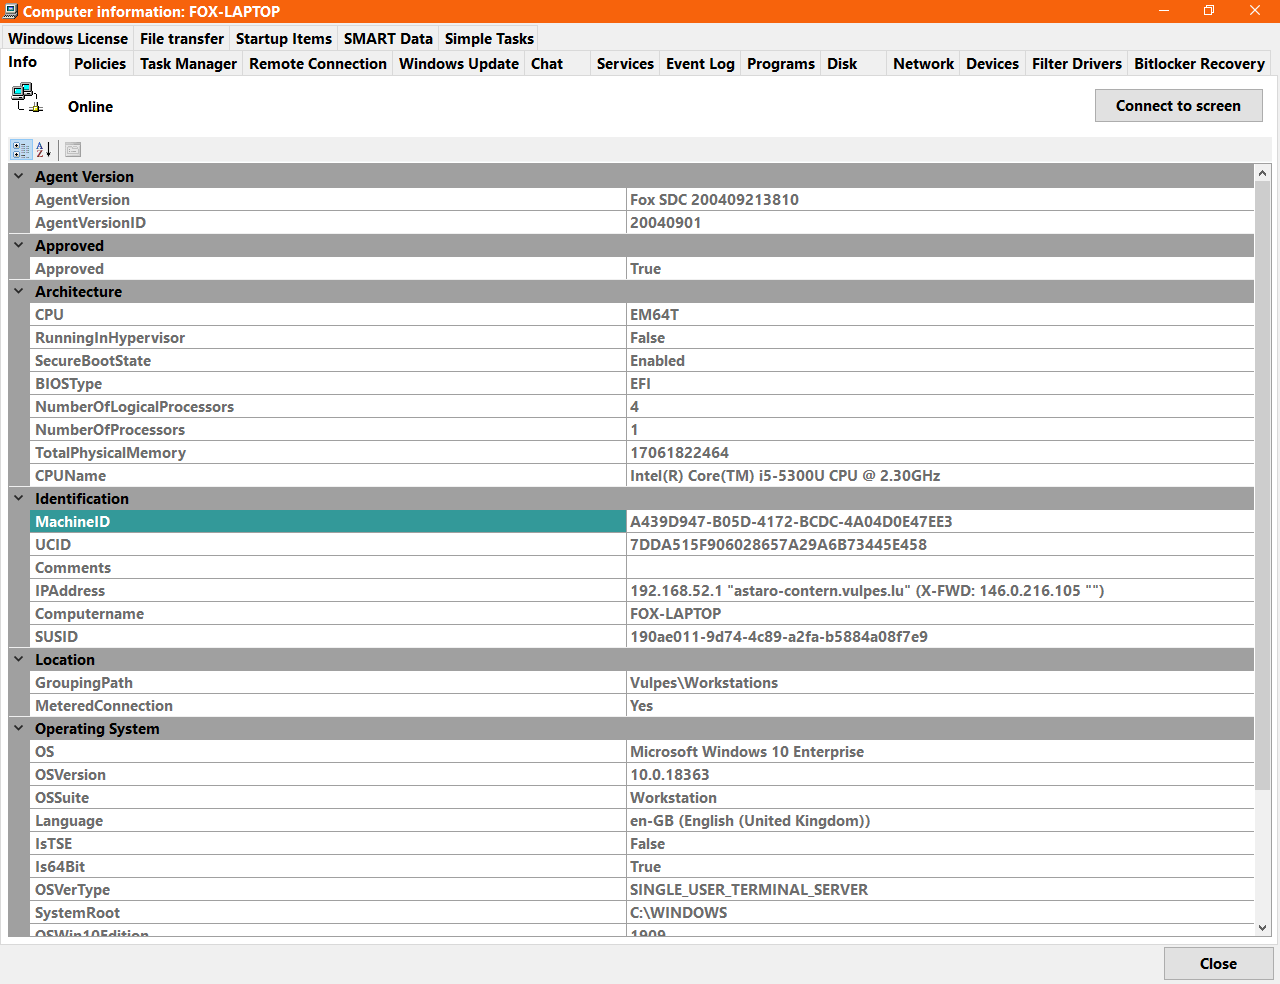 Computer information: FOX-LAPTOP
Windows License File transfer Startup Items SMART Data Simple Tasks
Info Policies Task Manager Remote Connection Windows Update Chat Services Event Log Programs Disk Network Devices Filter Drivers Bitlocker Recovery
Online Connect to screen
Agent Version
AgentVersion Fox SDC 200409213810
AgentVersionID 20040901
Approved
Approved True
Architecture
CPU EM64T
RunningInHypervisor False
SecureBootState Enabled
BIOSType EFI
NumberOfLogicalProcessors 4
NumberOfProcessors 1
TotalPhysicalMemory 17061822464
CPUName Intel(R) Core(TM) i5-5300U CPU @ 2.30GHz
Identification
MachineID A439D947-B05D-4172-BCDC-4A04D0E47EE3
UCID 7DDA515F906028657A29A6B73445E458
Comments
IPAddress 192.168.52.1 "astaro-contern.vulpes.lu" (X-FWD: 146.0.216.105 "")
Computername FOX-LAPTOP
SUSID 190ae011-9d74-4c89-a2fa-b5884a08f7e9
Location
GroupingPath Vulpes\Workstations
MeteredConnection Yes
Operating System
OS Microsoft Windows 10 Enterprise
OSVersion 10.0.18363
OSSuite Workstation
Language en-GB (English (United Kingdom))
IsTSE False
Is64Bit True
OSVerType SINGLE_USER_TERMINAL_SERVER
SystemRoot C:\WINDOWS
OSWin10Edition 1909
Close